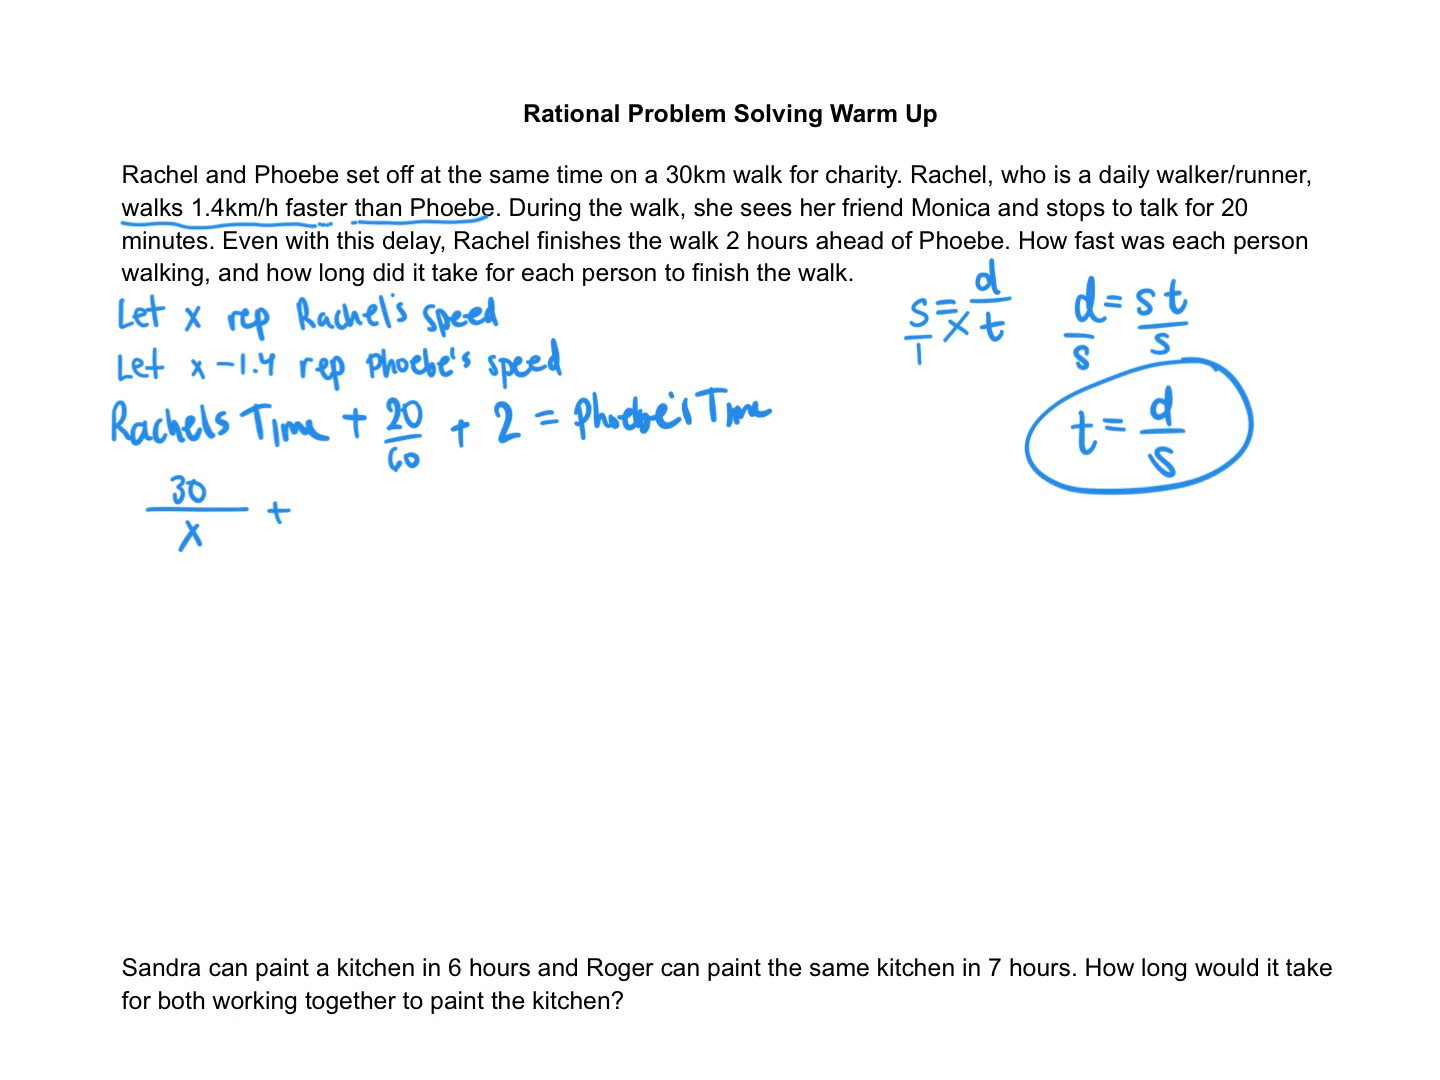 Rational Problem Solving Warm Up
Rachel and Phoebe set off at the same time on a 30km walk for charity. Rachel, who is a daily walker/runner,
walks 1.4km/h faster than Phoebe. During the walk, she sees her friend Monica and stops to talk for 20
minutes. Even with this delay, Rachel finishes the walk 2 hours ahead of Phoebe. How fast was each person
walking, and how long did it take for each person to finish the walk.
Let x rep Rachel's speed
Let x - 1.4 rep Phoebe's speed
Rachels Time + 20/60 + 2 = Phoebe's Time
30/x +
s/1 = d/t
d/s = st/s
t = d/s
Sandra can paint a kitchen in 6 hours and Roger can paint the same kitchen in 7 hours. How long would it take
for both working together to paint the kitchen?